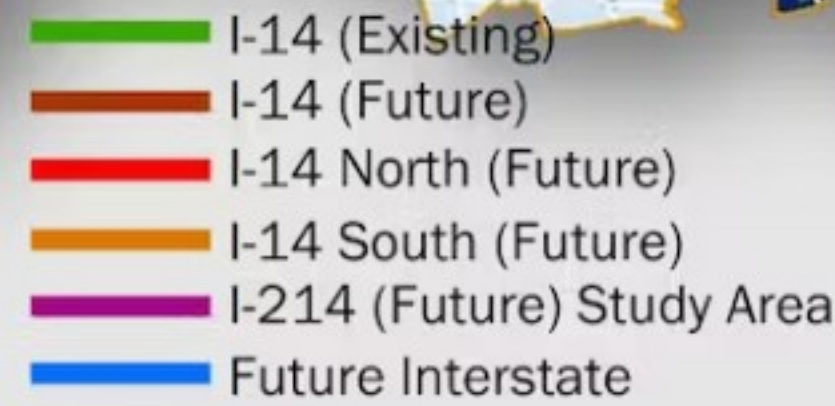 I-14 (Existing)
I-14 (Future)
I-14 North (Future)
I-14 South (Future)
I-214 (Future) Study Area
Future Interstate